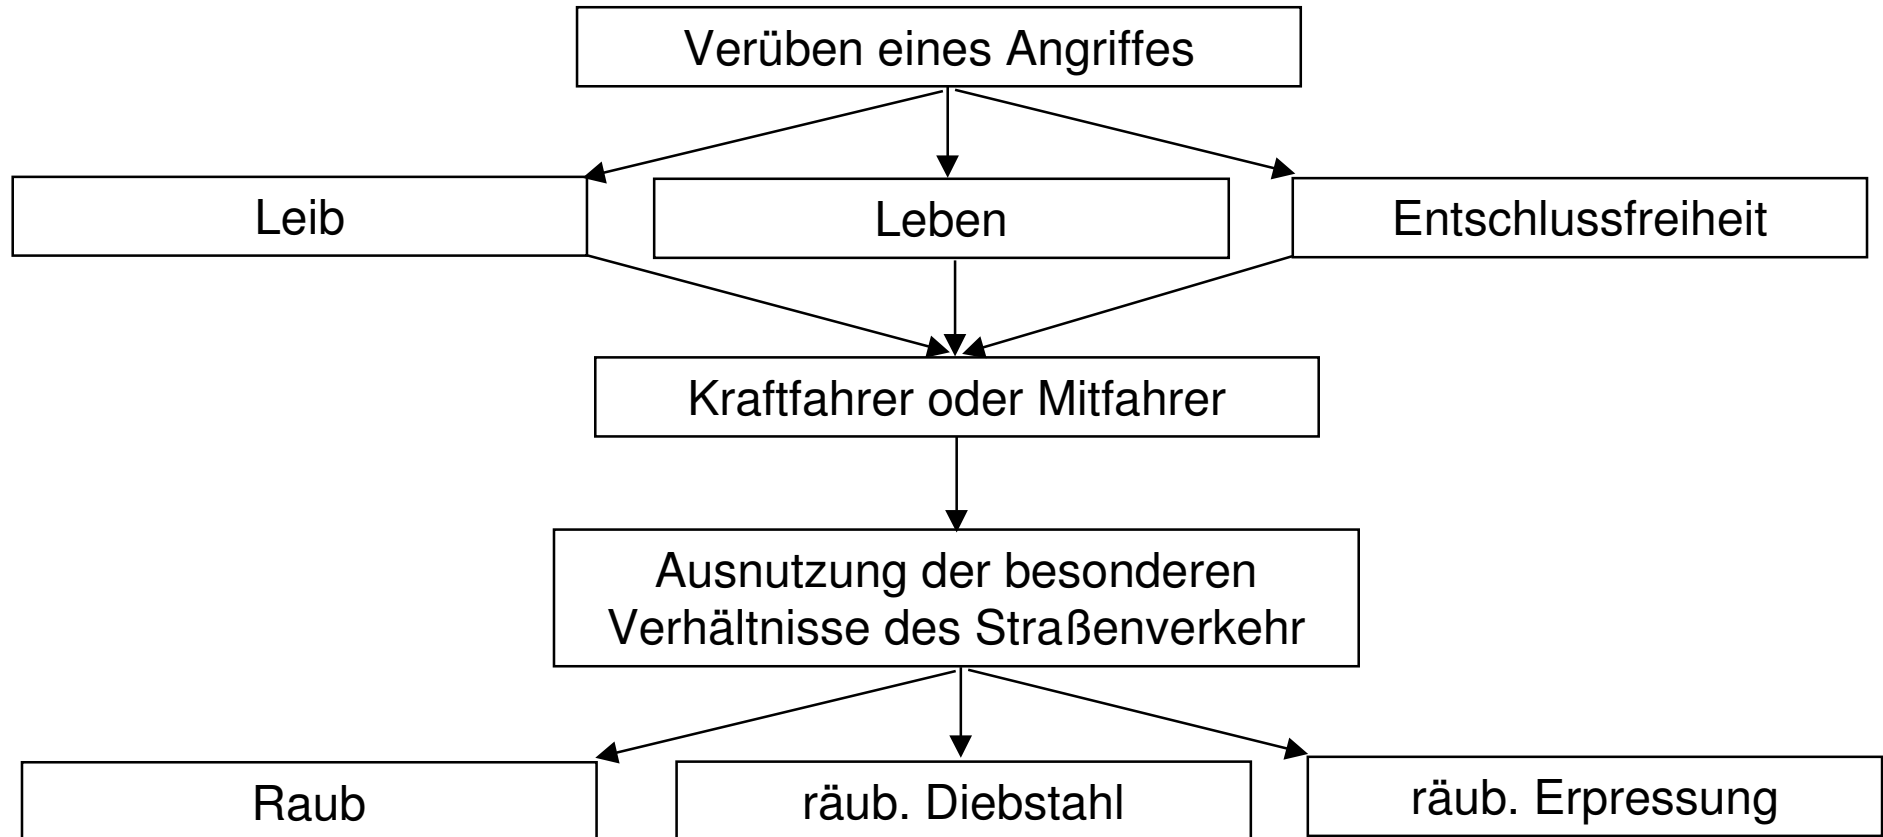 Verüben eines Angriffes
Leib
Leben
Entschlussfreiheit
Kraftfahrer oder Mitfahrer
Ausnutzung der besonderen
Verhältnisse des Straßenverkehr
Raub
räub. Diebstahl
räub. Erpressung